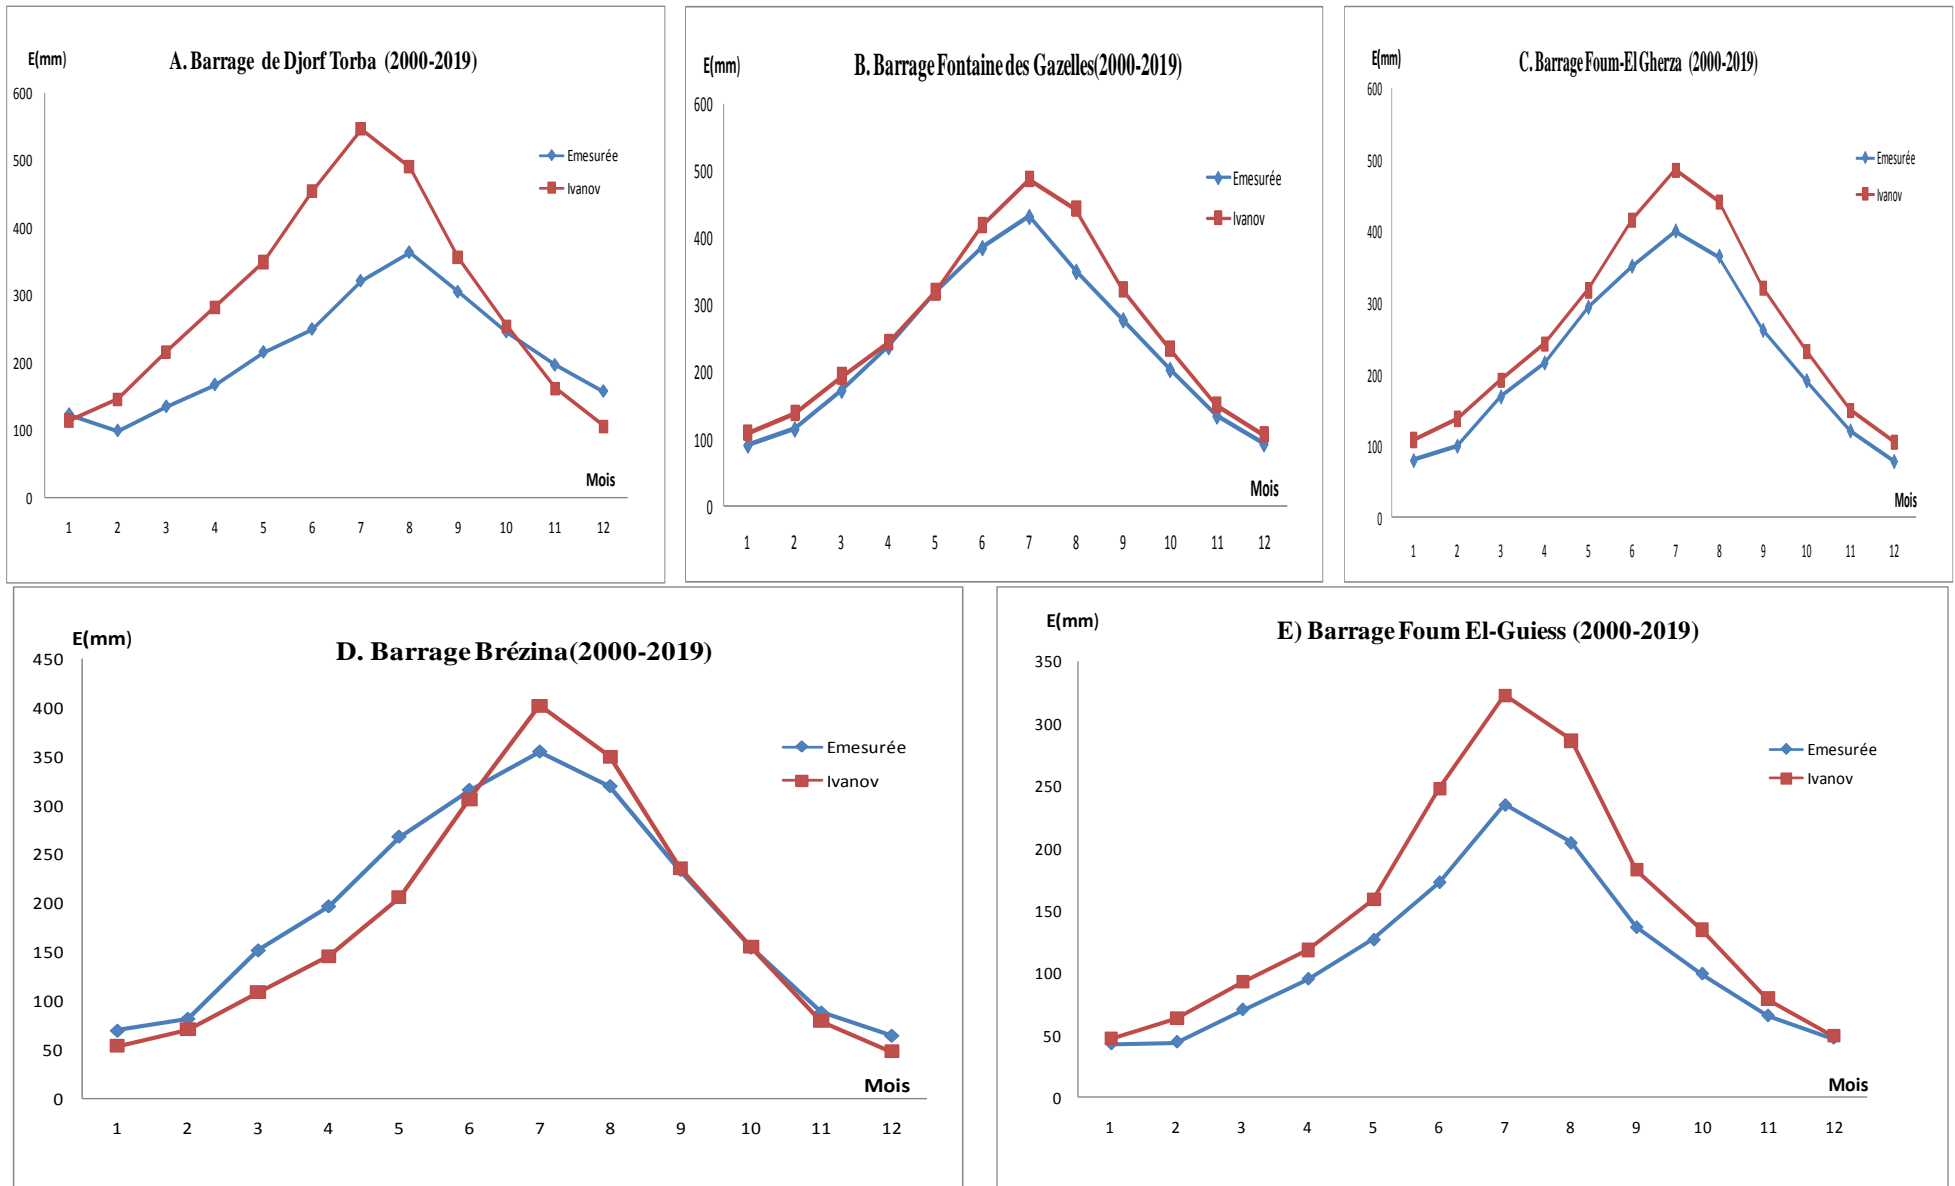 A. Barrage de Djorf Torba (2000-2019)
E(mm)
600
500
400
300
200
100
0
Emesurée
Ivanov
Mois
1 2 3 4 5 6 7 8 9 10 11 12
B. Barrage Fontaine des Gazelles(2000-2019)
E(mm)
600
500
400
300
200
100
0
Emesurée
Ivanov
Mois
1 2 3 4 5 6 7 8 9 10 11 12
C. Barrage Foum-El Gherza (2000-2019)
E(mm)
600
500
400
300
200
100
0
Emesurée
Ivanov
Mois
1 2 3 4 5 6 7 8 9 10 11 12
E(mm)
D. Barrage Brézina(2000-2019)
450
400
350
300
250
200
150
100
50
0
Emesurée
Ivanov
Mois
1 2 3 4 5 6 7 8 9 10 11 12
E(mm)
E) Barrage Foum El-Guiess (2000-2019)
350
300
250
200
150
100
50
0
Emesurée
Ivanov
Mois
1 2 3 4 5 6 7 8 9 10 11 12